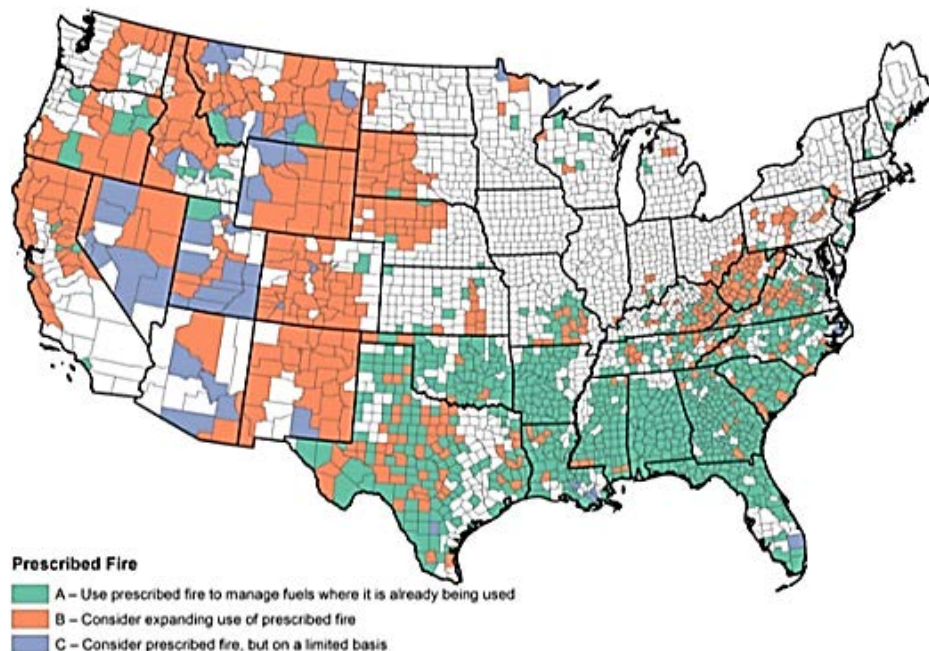 Prescribed Fire
A – Use prescribed fire to manage fuels where it is already being used
B – Consider expanding use of prescribed fire
C – Consider prescribed fire, but on a limited basis